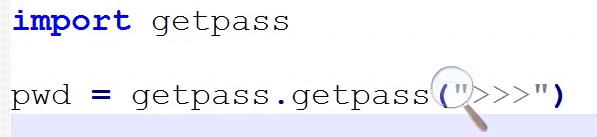 import getpass
pwd = getpass.getpass(">>>")